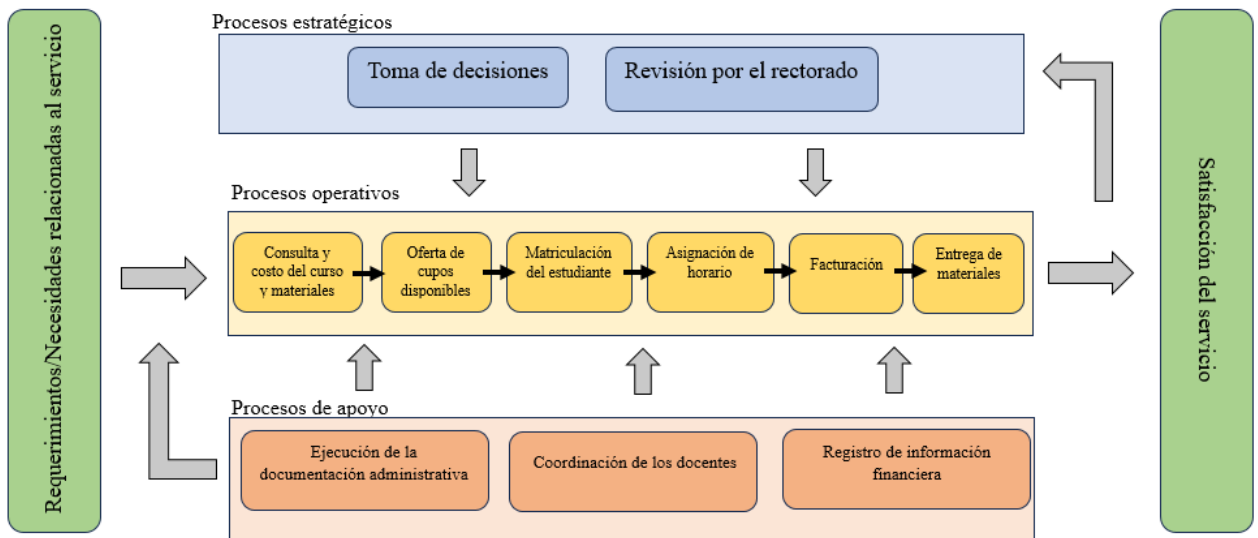 Requerimientos/Necesidades relacionadas al servicio
Procesos estratégicos
Toma de decisiones
Revisión por el rectorado
Procesos operativos
Consulta y
costo del curso
y materiales
Oferta de
cupos
disponibles
Matriculación
del estudiante
Asignación de
horario
Facturación
Entrega de
materiales
Procesos de apoyo
Ejecución de la
documentación administrativa
Coordinación de los docentes
Registro de información
financiera
Satisfacción del servicio